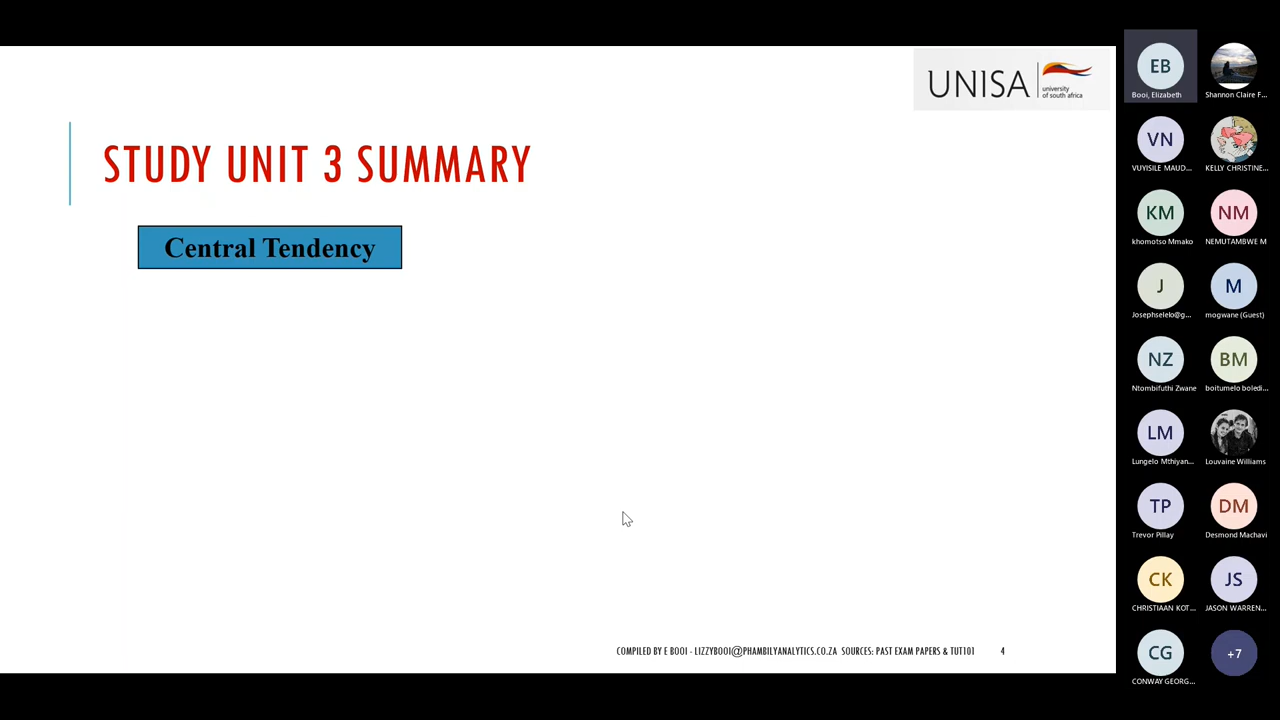 UNISA
university
of south africa
STUDY UNIT 3 SUMMARY
Central Tendency
COMPILED BY E BOOI - LIZZYBOOI@PHAMBILYANALYTICS.CO.ZA SOURCES: PAST EXAM PAPERS & TUT101
4
EB
Booi, Elizabeth
Shannon Claire F...
VN
VUYISILE MAUD...
KELLY CHRISTINE...
KM
khomotso Mmako
NM
NEMUTAMBWE M
J
Josephselelo@g...
M
mogwane (Guest)
NZ
Ntombifuthi Zwane
BM
boitumelo boledi...
LM
Lungelo Mthiyan...
Louvaine Williams
TP
Trevor Pillay
DM
Desmond Machavi
CK
CHRISTIAAN KOT...
JS
JASON WARREN...
CG
CONWAY GEORG...
+7